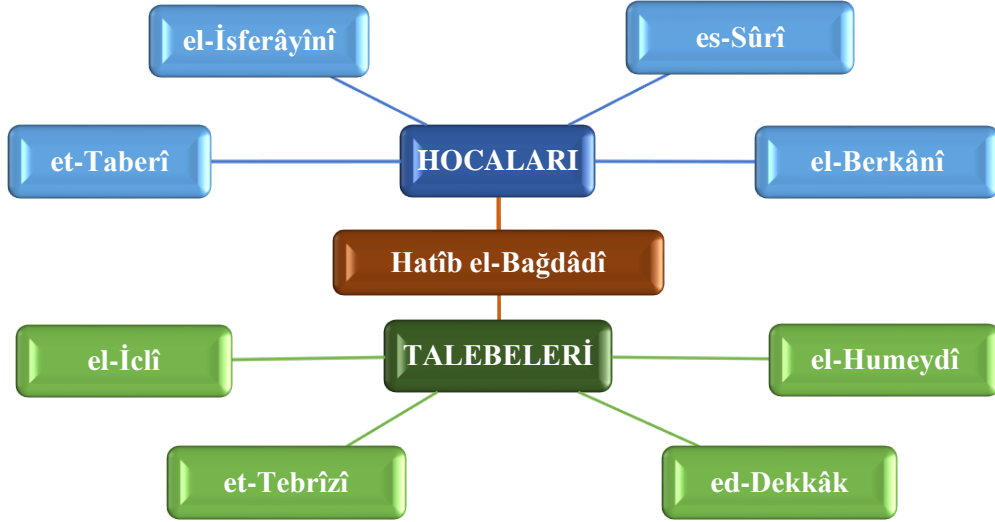 el-İsferâyînî
es-Sûrî
et-Taberî
HOCALARI
el-Berkânî
Hatîb el-Bağdâdî
el-İclî
TALEBELERİ
el-Humeydî
et-Tebrîzî
ed-Dekkâk